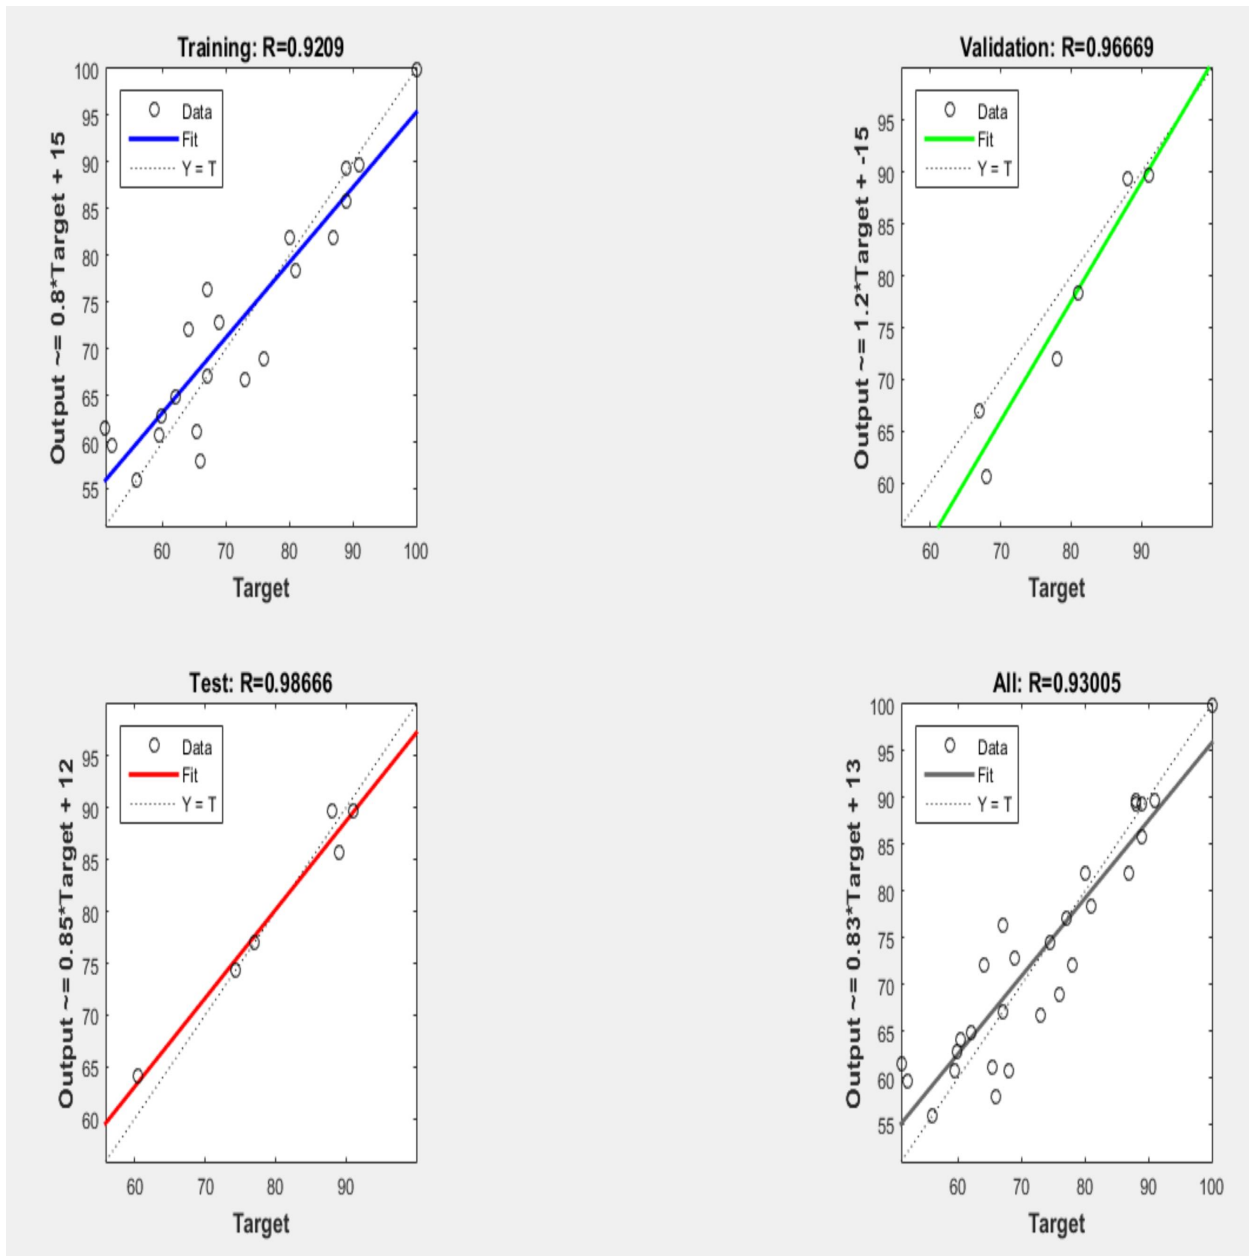 Training: R=0.9209
Output ~= 0.8*Target + 15
100
95
90
85
80
75
70
65
60
55
Data
Fit
Y = T
60 70 80 90 100
Target
Validation: R=0.96669
Output ~= 1.2*Target + -15
95
90
85
80
75
70
65
60
Data
Fit
Y = T
60 70 80 90
Target
Test: R=0.98666
Output ~= 0.85*Target + 12
95
90
85
80
75
70
65
60
Data
Fit
Y = T
60 70 80 90
Target
All: R=0.93005
Output ~= 0.83*Target + 13
100
95
90
85
80
75
70
65
60
55
Data
Fit
Y = T
60 70 80 90 100
Target